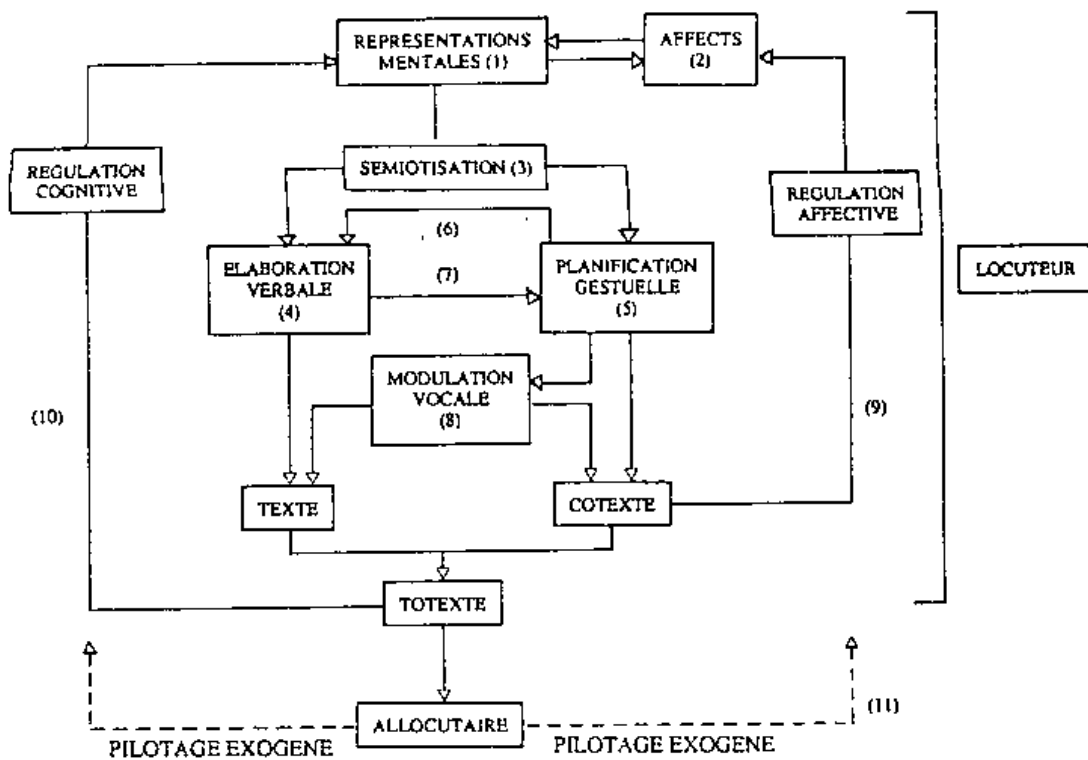 REPRESENTATIONS
MENTALES (1)
AFFECTS
(2)
REGULATION
COGNITIVE
SEMIOTISATION (3)
REGULATION
AFFECTIVE
(6)
ELABORATION
VERBALE
(4)
(7)
PLANIFICATION
GESTUELLE
(5)
LOCUTEUR
MODULATION
VOCALE
(8)
(10)
(9)
TEXTE
COTEXTE
TOTEXTE
ALLOCUTAIRE
(11)
PILOTAGE EXOGENE
PILOTAGE EXOGENE